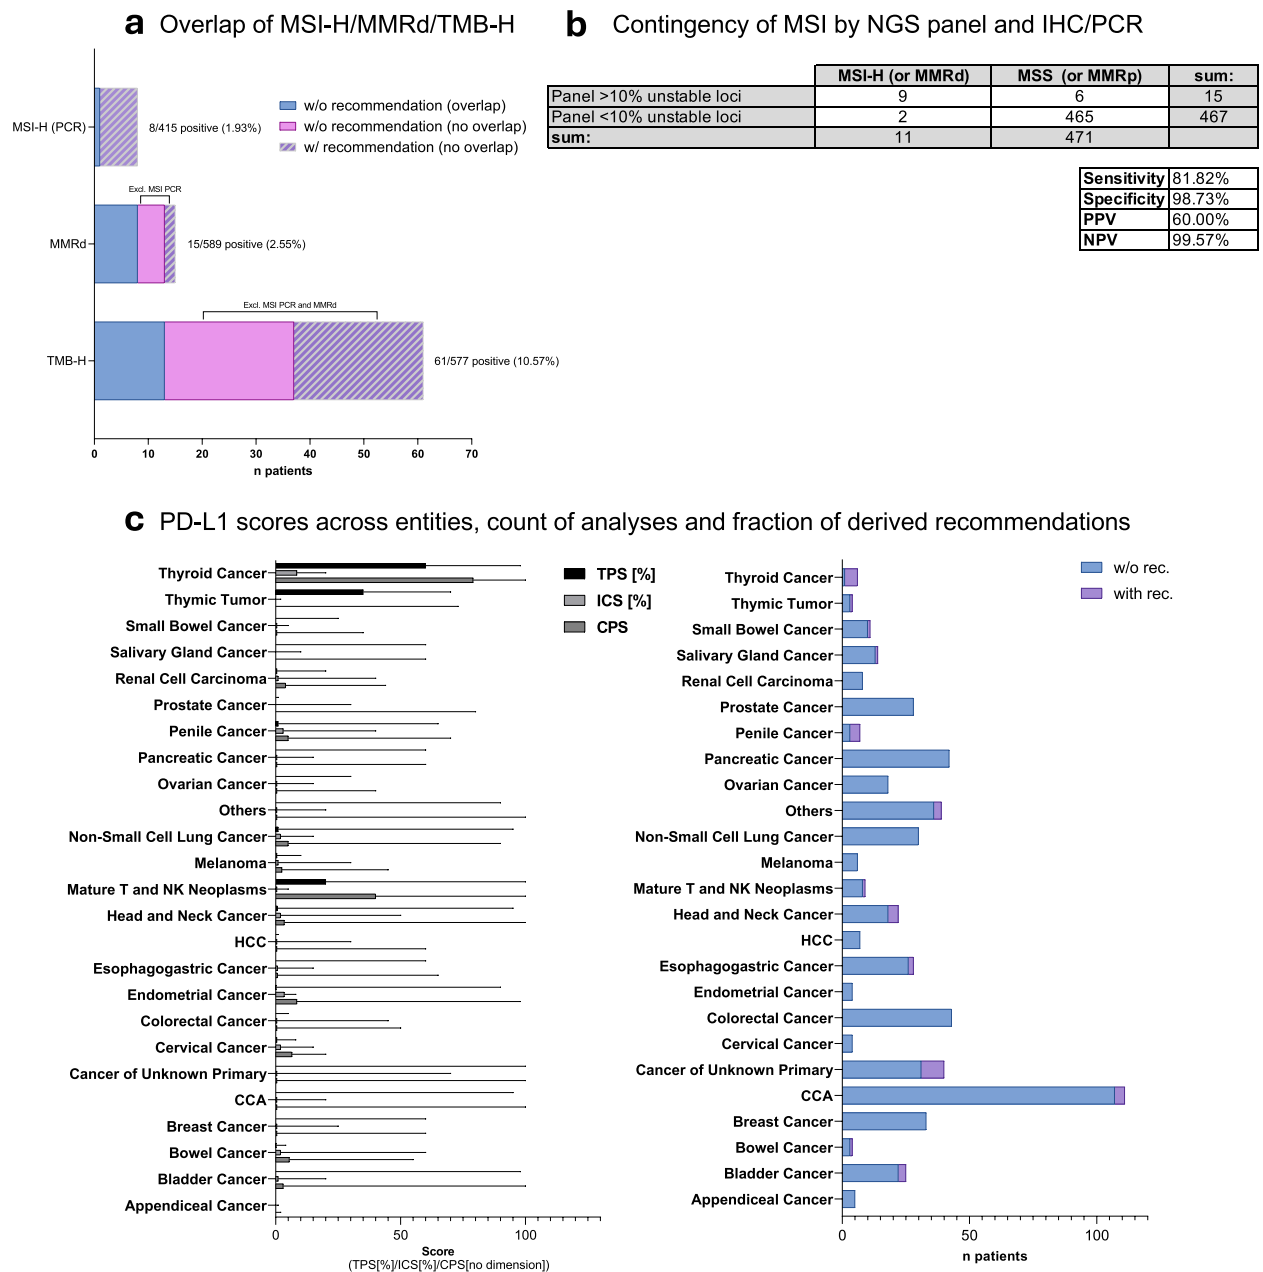 a Overlap of MSI-H/MMRd/TMB-H
w/o recommendation (overlap)
w/o recommendation (no overlap)
w/ recommendation (no overlap)
MSI-H (PCR)
8/415 positive (1.93%)
Excl. MSI PCR
MMRd
15/589 positive (2.55%)
Excl. MSI PCR and MMRd
TMB-H
61/577 positive (10.57%)
0 10 20 30 40 50 60 70
n patients
b Contingency of MSI by NGS panel and IHC/PCR
MSI-H (or MMRd) MSS (or MMRp) sum:
Panel >10% unstable loci 9 6 15
Panel <10% unstable loci 2 465 467
sum: 11 471
Sensitivity 81.82%
Specificity 98.73%
PPV 60.00%
NPV 99.57%
c PD-L1 scores across entities, count of analyses and fraction of derived recommendations
Thyroid Cancer
Thymic Tumor
Small Bowel Cancer
Salivary Gland Cancer
Renal Cell Carcinoma
Prostate Cancer
Penile Cancer
Pancreatic Cancer
Ovarian Cancer
Others
Non-Small Cell Lung Cancer
Melanoma
Mature T and NK Neoplasms
Head and Neck Cancer
HCC
Esophagogastric Cancer
Endometrial Cancer
Colorectal Cancer
Cervical Cancer
Cancer of Unknown Primary
CCA
Breast Cancer
Bowel Cancer
Bladder Cancer
Appendiceal Cancer
0 50 100
Score
(TPS[%]/ICS[%]/CPS[no dimension])
TPS [%]
ICS [%]
CPS
Thyroid Cancer
Thymic Tumor
Small Bowel Cancer
Salivary Gland Cancer
Renal Cell Carcinoma
Prostate Cancer
Penile Cancer
Pancreatic Cancer
Ovarian Cancer
Others
Non-Small Cell Lung Cancer
Melanoma
Mature T and NK Neoplasms
Head and Neck Cancer
HCC
Esophagogastric Cancer
Endometrial Cancer
Colorectal Cancer
Cervical Cancer
Cancer of Unknown Primary
CCA
Breast Cancer
Bowel Cancer
Bladder Cancer
Appendiceal Cancer
0 50 100
n patients
w/o rec.
with rec.